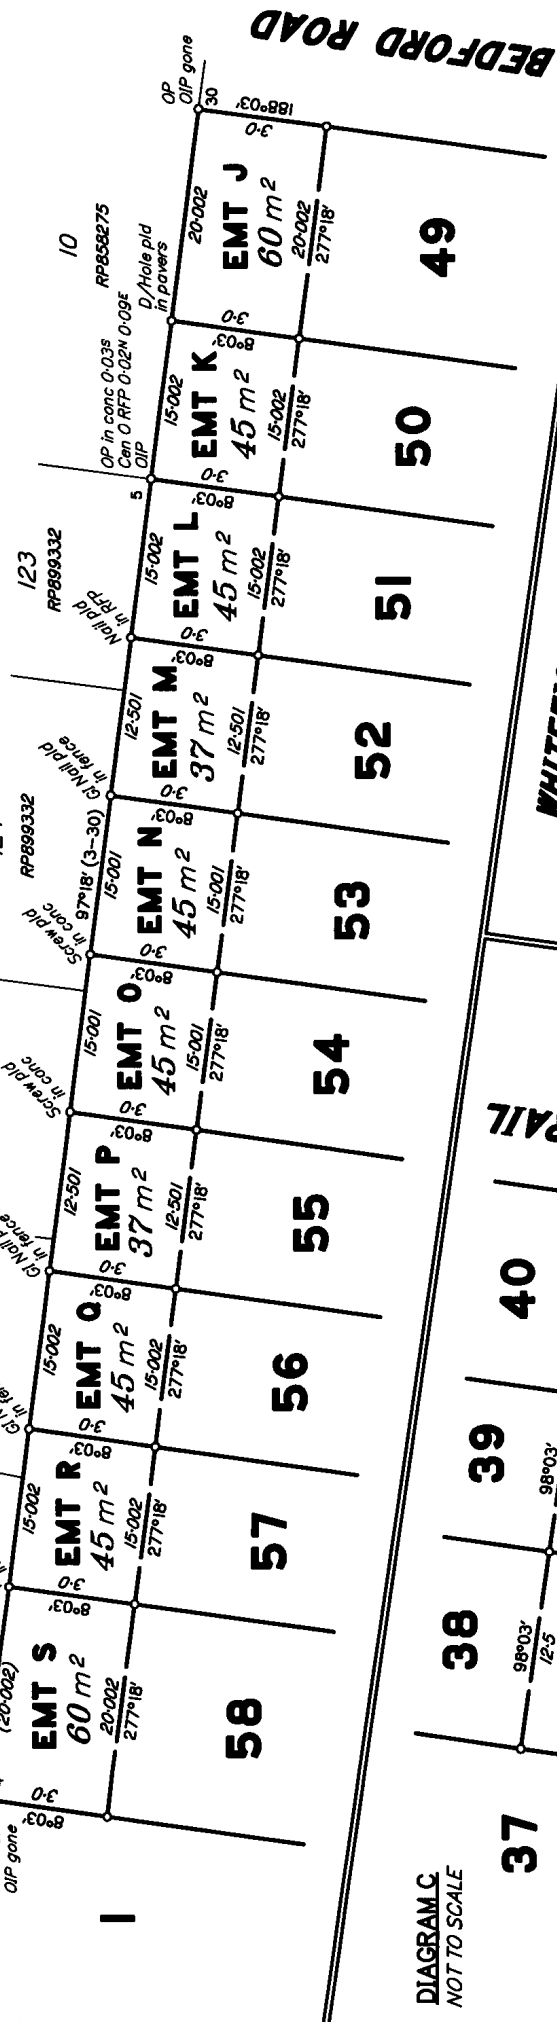 BEDFORD ROAD
OP
OIP gone
30
188°03'
3·0
20·002
EMT J
60 m²
20·002
277°18'
49
10
RP858275
D/Hole pld
in pavers
3·0
8°03'
15·002
EMT K
45 m²
15·002
277°18'
50
OP in conc 0·03S
Cen O RFP 0·02N 0·09E
OIP
5
3·0
8°03'
15·002
EMT L
45 m²
15·002
277°18'
51
123
RP899332
Nail pld
in RFP
3·0
8°03'
12·501
EMT M
37 m²
12·501
277°18'
52
GI Nail pld
in fence
3·0
8°03'
RP899332
97°18' (3–30)
15·001
EMT N
45 m²
15·001
277°18'
53
Screw pld
in conc
3·0
8°03'
15·001
EMT O
45 m²
15·001
277°18'
54
RAIL
Screw pld
in conc
3·0
8°03'
12·501
EMT P
37 m²
12·501
277°18'
55
40
GI Nail
in fence
3·0
8°03'
15·002
EMT Q
45 m²
15·002
277°18'
56
39
98°03'
GI
3·0
8°03'
15·002
EMT R
45 m²
15·002
277°18'
57
38
98°03'
12·5
3·0
8°03'
(20·002)
EMT S
60 m²
20·002
277°18'
58
37
3·0
8°03'
OIP gone
1
DIAGRAM C
NOT TO SCALE